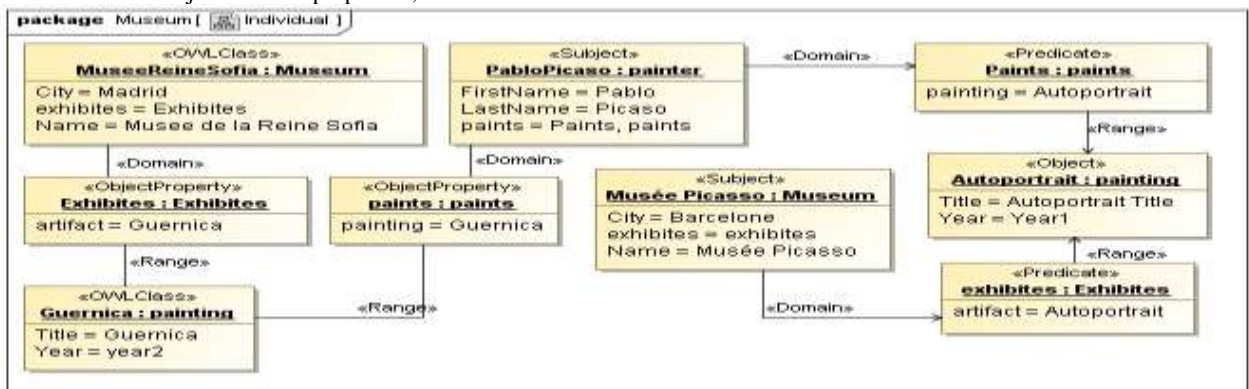 package Museum [ Individual ]
«OWLClass»
MuseeReineSofia : Museum
City = Madrid
exhibites = Exhibites
Name = Musee de la Reine Sofia
«Subject»
PabloPicaso : painter
FirstName = Pablo
LastName = Picaso
paints = Paints, paints
«Domain»
«Predicate»
Paints : paints
painting = Autoportrait
«Range»
«Domain»
«Domain»
«ObjectProperty»
Exhibites : Exhibites
artifact = Guernica
«ObjectProperty»
paints : paints
painting = Guernica
«Subject»
Musée Picasso : Museum
City = Barcelone
exhibites = exhibites
Name = Musée Picasso
«Object»
Autoportrait : painting
Title = Autoportrait Title
Year = Year1
«Range»
«Range»
«Predicate»
exhibites : Exhibites
artifact = Autoportrait
«OWLClass»
Guernica : painting
Title = Guernica
Year = year2
«Range»
«Domain»